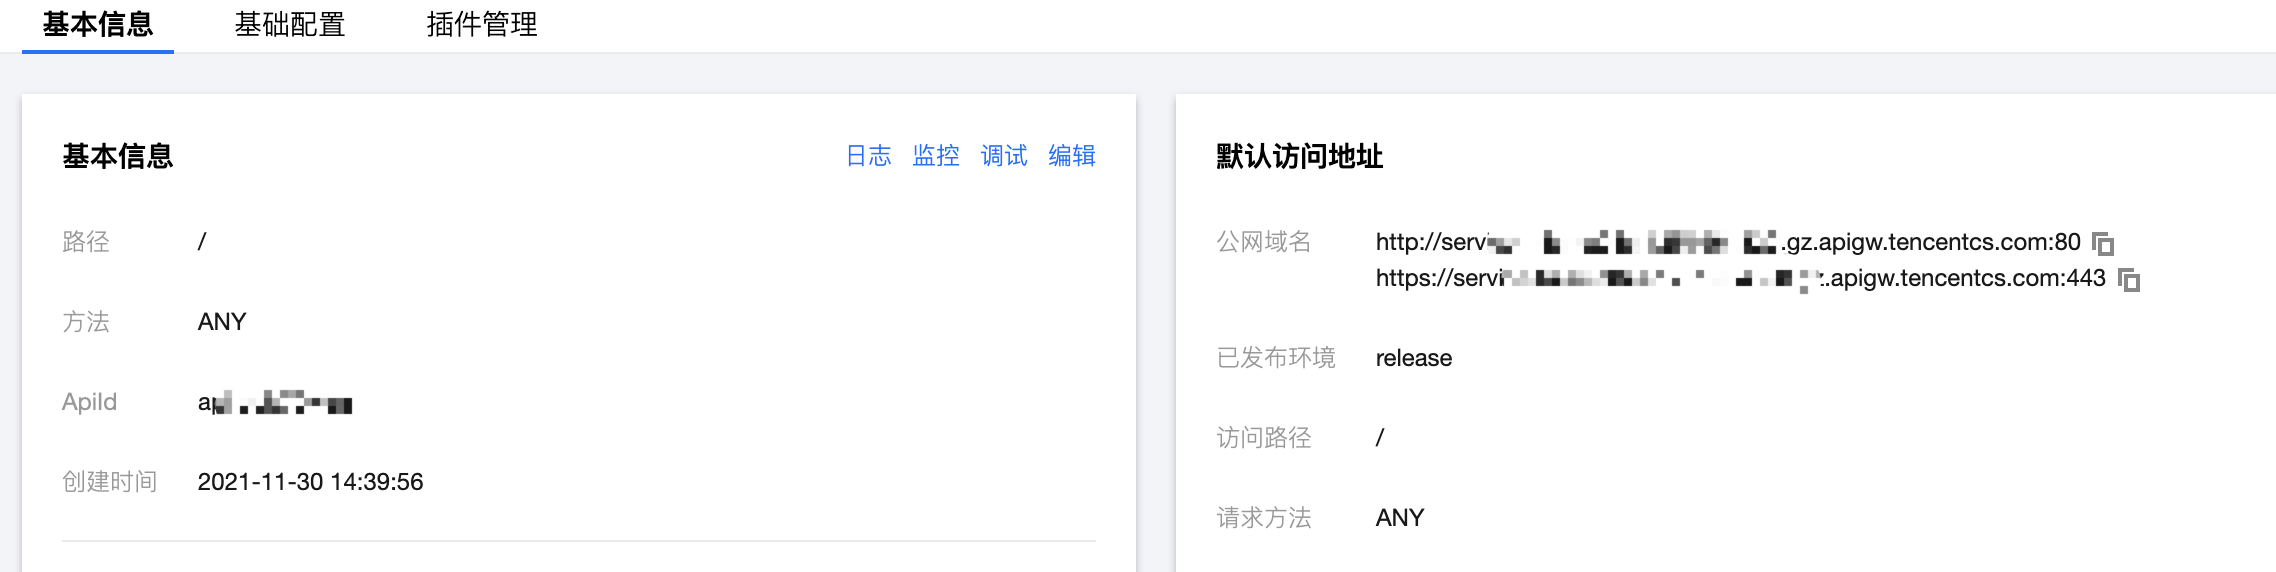 基本信息 基础配置 插件管理
基本信息 日志 监控 调试 编辑
路径 /
方法 ANY
ApiId
创建时间 2021-11-30 14:39:56
默认访问地址
公网域名 http://serv .gz.apigw.tencentcs.com:80
https://servi .apigw.tencentcs.com:443
已发布环境 release
访问路径 /
请求方法 ANY